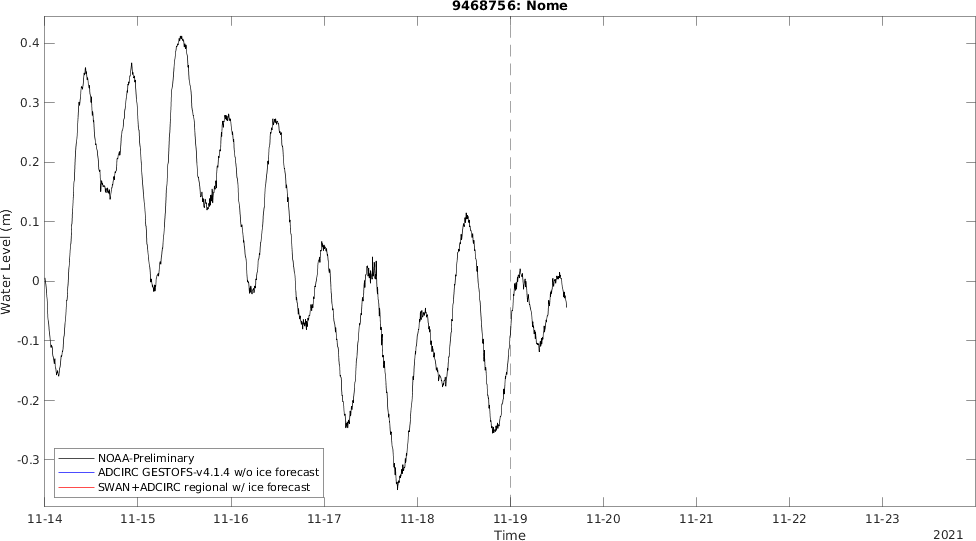 9468756: Nome
0.4
0.3
0.2
0.1
0
-0.1
-0.2
-0.3
Water Level (m)
NOAA-Preliminary
ADCIRC GESTOFS-v4.1.4 w/o ice forecast
SWAN+ADCIRC regional w/ ice forecast
11-14 11-15 11-16 11-17 11-18 11-19 11-20 11-21 11-22 11-23
Time
2021